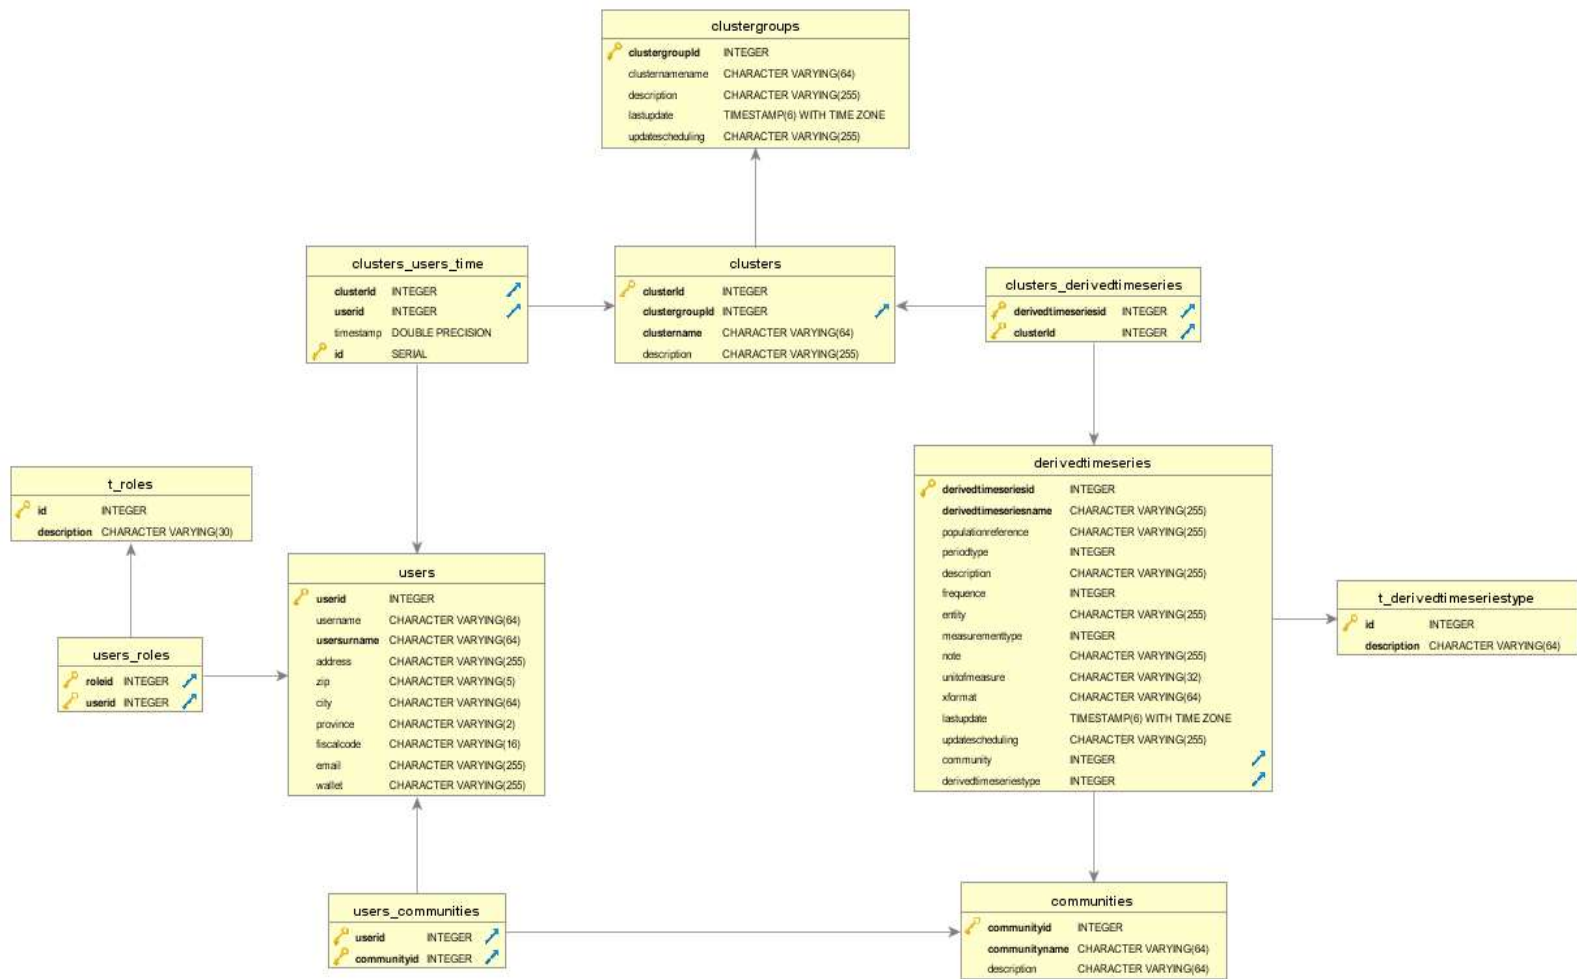 clustergroups
clustergroupId INTEGER
clusternamename CHARACTER VARYING(64)
description CHARACTER VARYING(255)
lastupdate TIMESTAMP(6) WITH TIME ZONE
updatescheduling CHARACTER VARYING(255)
clusters_users_time
clusterId INTEGER
userid INTEGER
timestamp DOUBLE PRECISION
id SERIAL
clusters
clusterId INTEGER
clustergroupId INTEGER
clustername CHARACTER VARYING(64)
description CHARACTER VARYING(255)
clusters_derivedtimeseries
derivedtimeseriesid INTEGER
clusterId INTEGER
t_roles
id INTEGER
description CHARACTER VARYING(30)
users_roles
roleid INTEGER
userid INTEGER
users
userid INTEGER
username CHARACTER VARYING(64)
usersurname CHARACTER VARYING(64)
address CHARACTER VARYING(255)
zip CHARACTER VARYING(5)
city CHARACTER VARYING(64)
province CHARACTER VARYING(2)
fiscalcode CHARACTER VARYING(16)
email CHARACTER VARYING(255)
wallet CHARACTER VARYING(255)
derivedtimeseries
derivedtimeseriesid INTEGER
derivedtimeseriesname CHARACTER VARYING(255)
populationreference CHARACTER VARYING(255)
periodtype INTEGER
description CHARACTER VARYING(255)
frequence INTEGER
entity CHARACTER VARYING(255)
measurementtype INTEGER
note CHARACTER VARYING(255)
unitofmeasure CHARACTER VARYING(32)
xformat CHARACTER VARYING(64)
lastupdate TIMESTAMP(6) WITH TIME ZONE
updatescheduling CHARACTER VARYING(255)
community INTEGER
derivedtimeseriestype INTEGER
t_derivedtimeseriestype
id INTEGER
description CHARACTER VARYING(64)
users_communities
userid INTEGER
communityid INTEGER
communities
communityid INTEGER
communityname CHARACTER VARYING(64)
description CHARACTER VARYING(64)